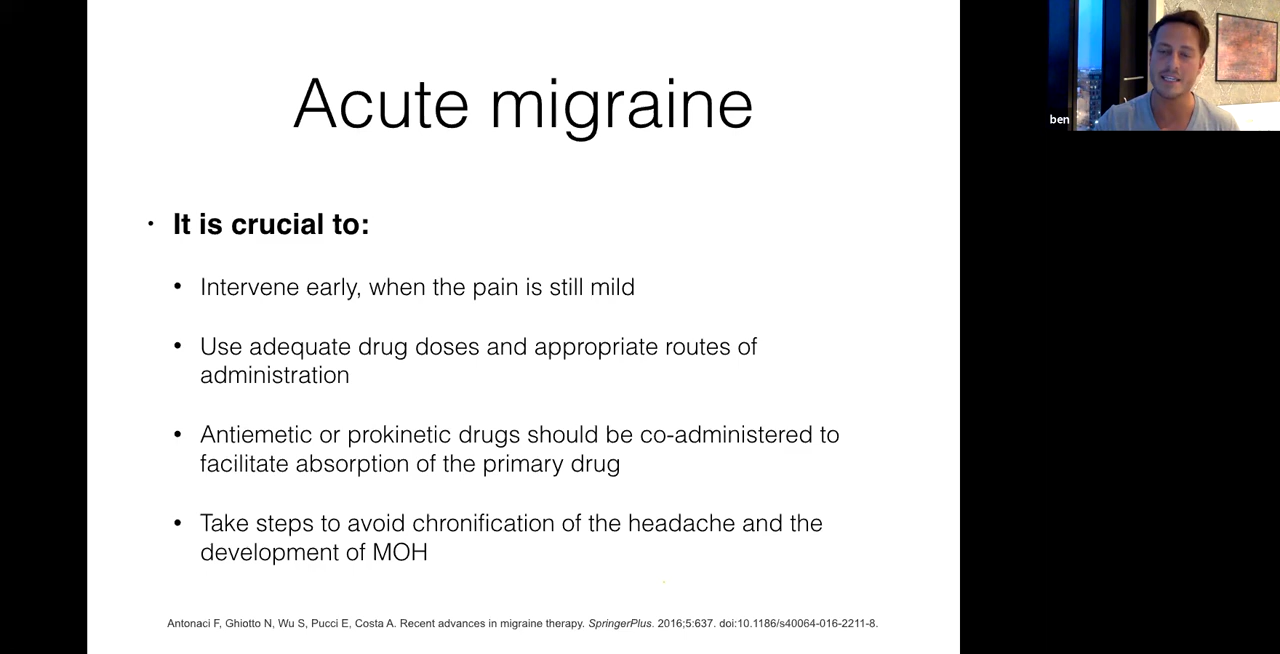 Acute migraine
• It is crucial to:
• Intervene early, when the pain is still mild
• Use adequate drug doses and appropriate routes of
administration
• Antiemetic or prokinetic drugs should be co-administered to
facilitate absorption of the primary drug
• Take steps to avoid chronification of the headache and the
development of MOH
Antonaci F, Ghiotto N, Wu S, Pucci E, Costa A. Recent advances in migraine therapy. SpringerPlus. 2016;5:637. doi:10.1186/s40064-016-2211-8.
ben